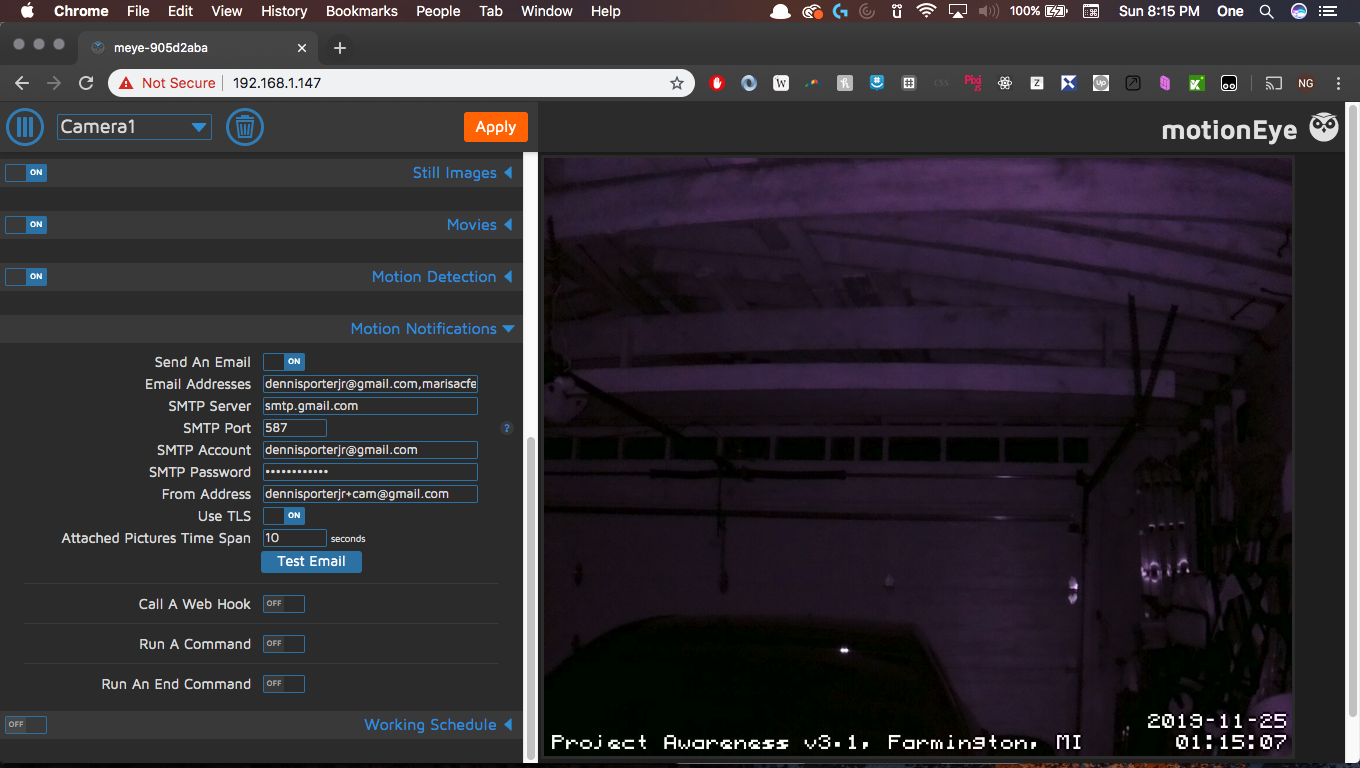 Chrome File Edit View History Bookmarks People Tab Window Help 100% Sun 8:15 PM One
meye-905d2aba
Not Secure 192.168.1.147 NG
Camera1 Apply motionEye
ON Still Images
ON Movies
ON Motion Detection
Motion Notifications
Send An Email ON
Email Addresses dennisporterjr@gmail.com,marisacfe
SMTP Server smtp.gmail.com
SMTP Port 587 ?
SMTP Account dennisporterjr@gmail.com
SMTP Password ••••••••••••
From Address dennisporterjr+cam@gmail.com
Use TLS ON
Attached Pictures Time Span 10 seconds
Test Email
Call A Web Hook OFF
Run A Command OFF
Run An End Command OFF
OFF Working Schedule
2019-11-25
Project Awareness v3.1, Farmington, MI 01:15:07